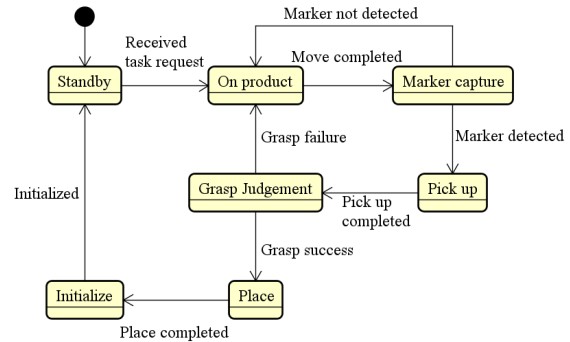 Marker not detected
Received
task request
Move completed
Standby
On product
Marker capture
Grasp failure
Marker detected
Initialized
Grasp Judgement
Pick up
Pick up
completed
Grasp success
Initialize
Place
Place completed